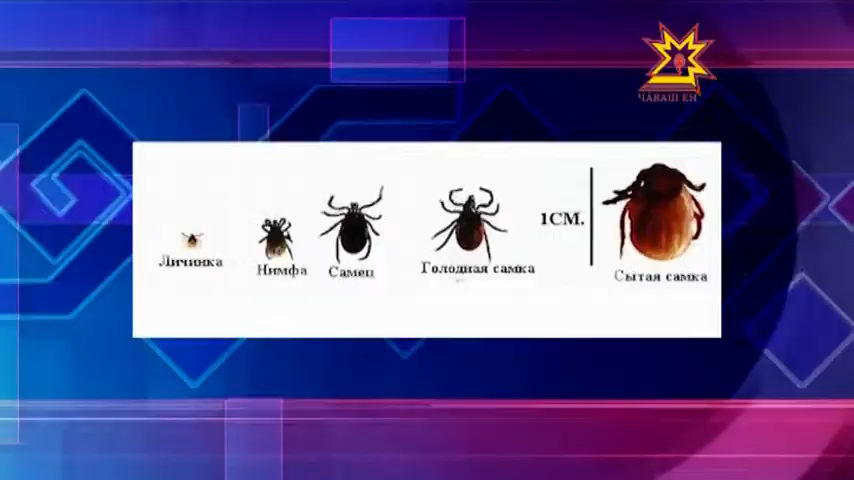 ЧĂВАШ ЕН
1СМ.
Личинка
Нимфа
Самец
Голодная самка
Сытая самка